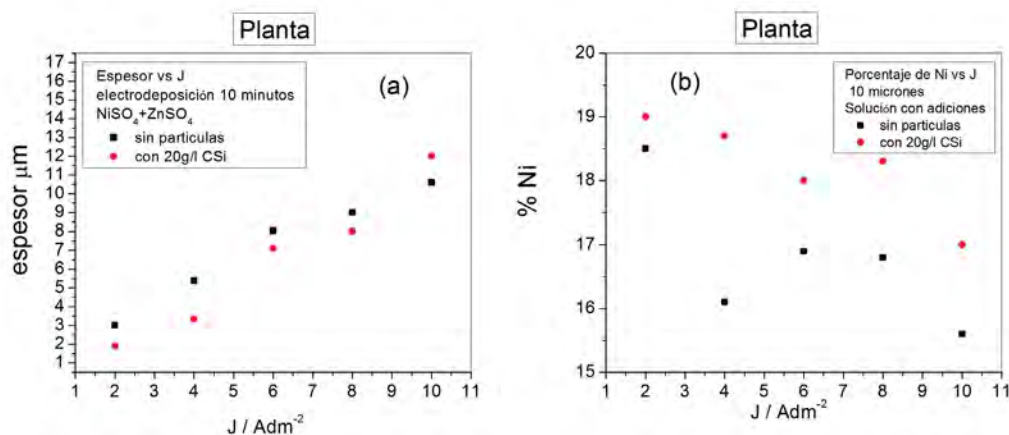 Planta
17
16
15
14
13
12
11
10
9
8
7
6
5
4
3
2
1
espesor μm
Espesor vs J
electrodeposición 10 minutos
NiSO4+ZnSO4
sin particulas
con 20g/l CSi
(a)
1 2 3 4 5 6 7 8 9 10 11
J / Adm-2
Planta
20
19
18
17
16
15
% Ni
(b)
Porcentaje de Ni vs J
10 micrones
Solución con adiciones
sin particulas
con 20g/l CSi
1 2 3 4 5 6 7 8 9 10 11
J / Adm-2